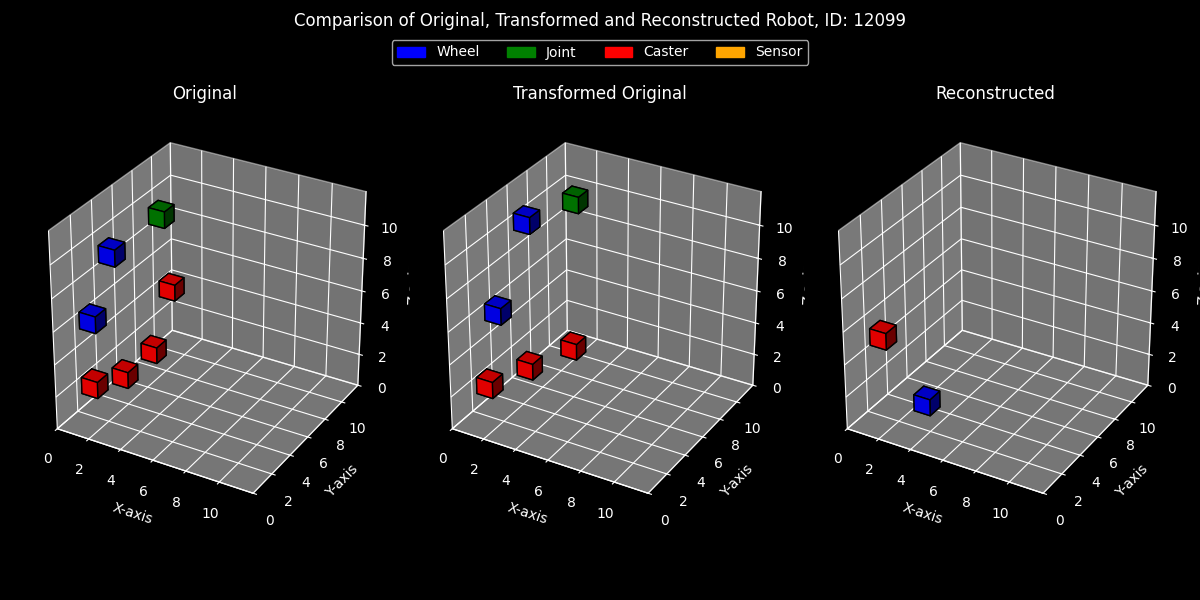 Comparison of Original, Transformed and Reconstructed Robot, ID: 12099
Wheel Joint Caster Sensor
Original
Transformed Original
Reconstructed
0 2 4 6 8 10
X-axis
0 2 4 6 8 10
Y-axis
0 2 4 6 8 10
0 2 4 6 8 10
X-axis
0 2 4 6 8 10
Y-axis
0 2 4 6 8 10
0 2 4 6 8 10
X-axis
0 2 4 6 8 10
Y-axis
0 2 4 6 8 10